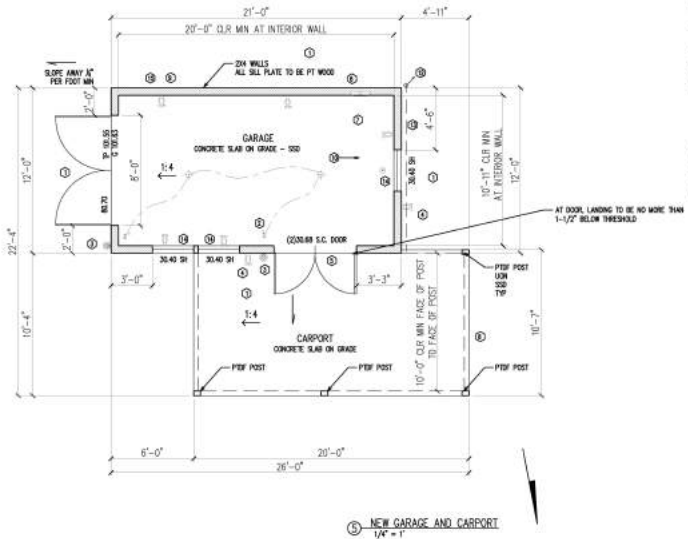 21'-0"
4'-11"
20'-0" CLR MIN AT INTERIOR WALL
1
2X4 WALLS
ALL SILL PLATE TO BE PT WOOD
SLOPE AWAY
PER FOOT MIN
2'-0"
4'-6"
GARAGE
CONCRETE SLAB ON GRADE - SSD
1:4
12'-0"
8'-0"
80.70
30.40 SH
10'-11" CLR MIN
AT INTERIOR WALL
12'-0"
22'-4"
2'-0"
AT DOOR, LANDING TO BE NO MORE THAN
1-1/2" BELOW THRESHOLD
(2)30.68 S.C. DOOR
14
14
30.40 SH
30.40 SH
3'-0"
3'-3"
PTDF POST
UON
SSD
TYP
1:4
10'-4"
CARPORT
CONCRETE SLAB ON GRADE
10'-0" CLR MIN FACE OF POST
TO FACE OF POST
10'-7"
PTDF POST
PTDF POST
PTDF POST
6'-0"
20'-0"
26'-0"
5
NEW GARAGE AND CARPORT
1/4" = 1'